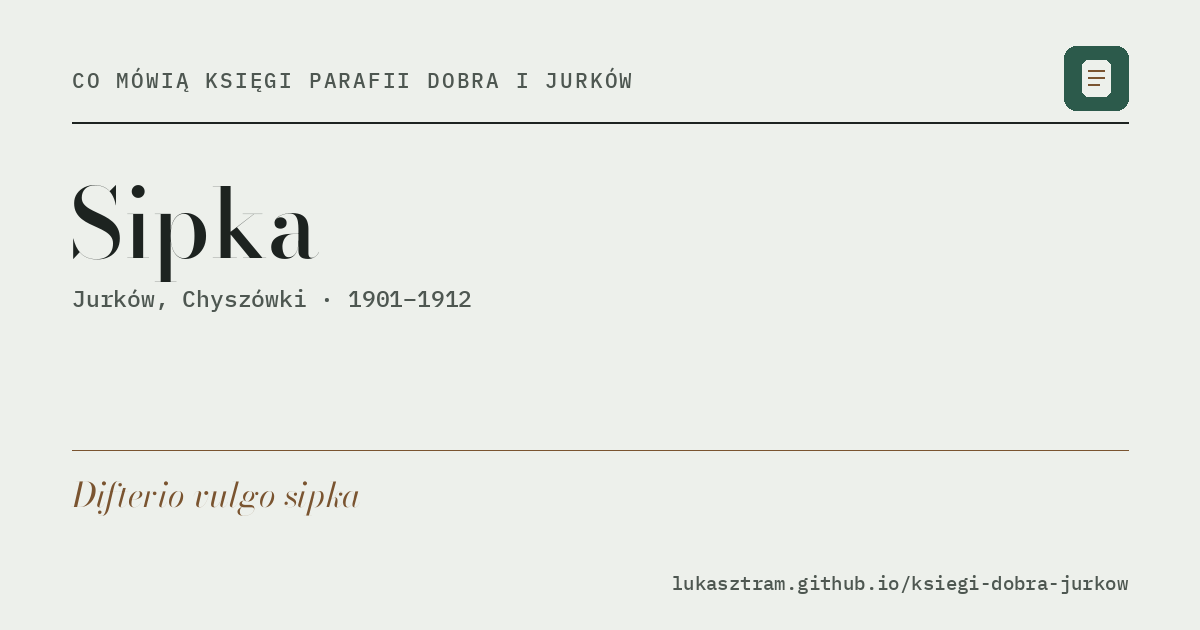 CO MÓWIĄ KSIĘGI PARAFII DOBRA I JURKÓW
Sipka
Jurków, Chyszówki · 1901–1912
Difterio vulgo sipka
lukasztram.github.io/ksiegi-dobra-jurkow